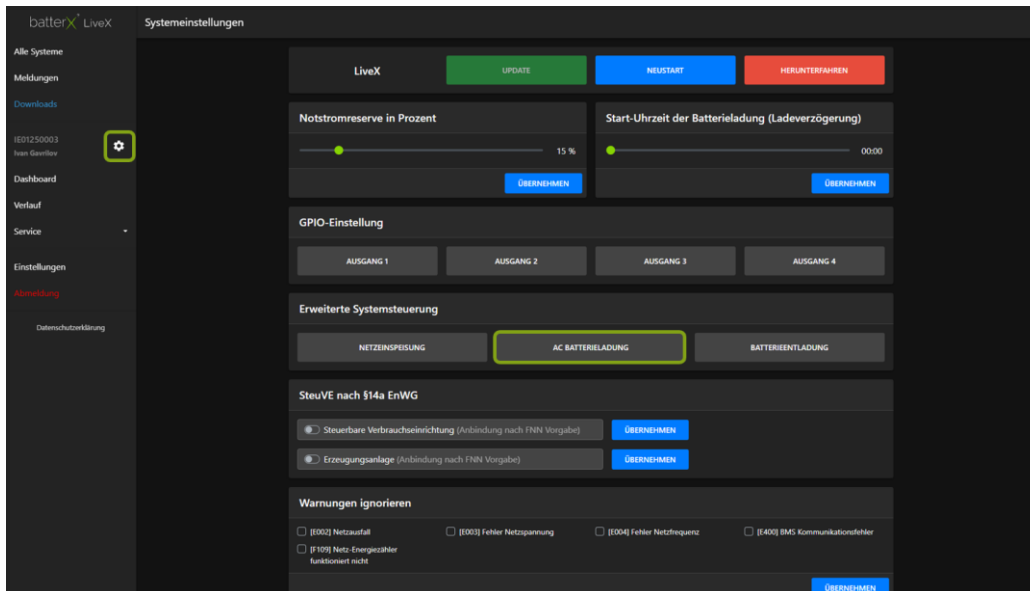 batterX LiveX
Systemeinstellungen
Alle Systeme
Meldungen
Downloads
IE01250003
Ivan Gavrilov
Dashboard
Verlauf
Service
Einstellungen
Abmeldung
Datenschutzerklärung
LiveX
UPDATE
NEUSTART
HERUNTERFAHREN
Notstromreserve in Prozent
15 %
ÜBERNEHMEN
Start-Uhrzeit der Batterieladung (Ladeverzögerung)
00:00
ÜBERNEHMEN
GPIO-Einstellung
AUSGANG 1
AUSGANG 2
AUSGANG 3
AUSGANG 4
Erweiterte Systemsteuerung
NETZEINSPEISUNG
AC BATTERIELADUNG
BATTERIEENTLADUNG
SteuVE nach §14a EnWG
Steuerbare Verbrauchseinrichtung (Anbindung nach FNN Vorgabe)
ÜBERNEHMEN
Erzeugungsanlage (Anbindung nach FNN Vorgabe)
ÜBERNEHMEN
Warnungen ignorieren
[E002] Netzausfall
[E003] Fehler Netzspannung
[E004] Fehler Netzfrequenz
[E400] BMS Kommunikationsfehler
[F109] Netz-Energiezähler
funktioniert nicht
ÜBERNEHMEN